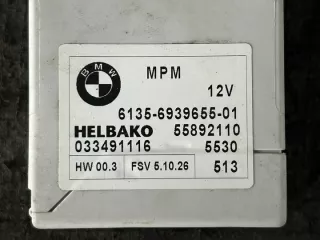 BMW
MPM
12V
6135-6939655-01
HELBAKO 55892110
033491116 5530
HW 00.3 FSV 5.10.26 513